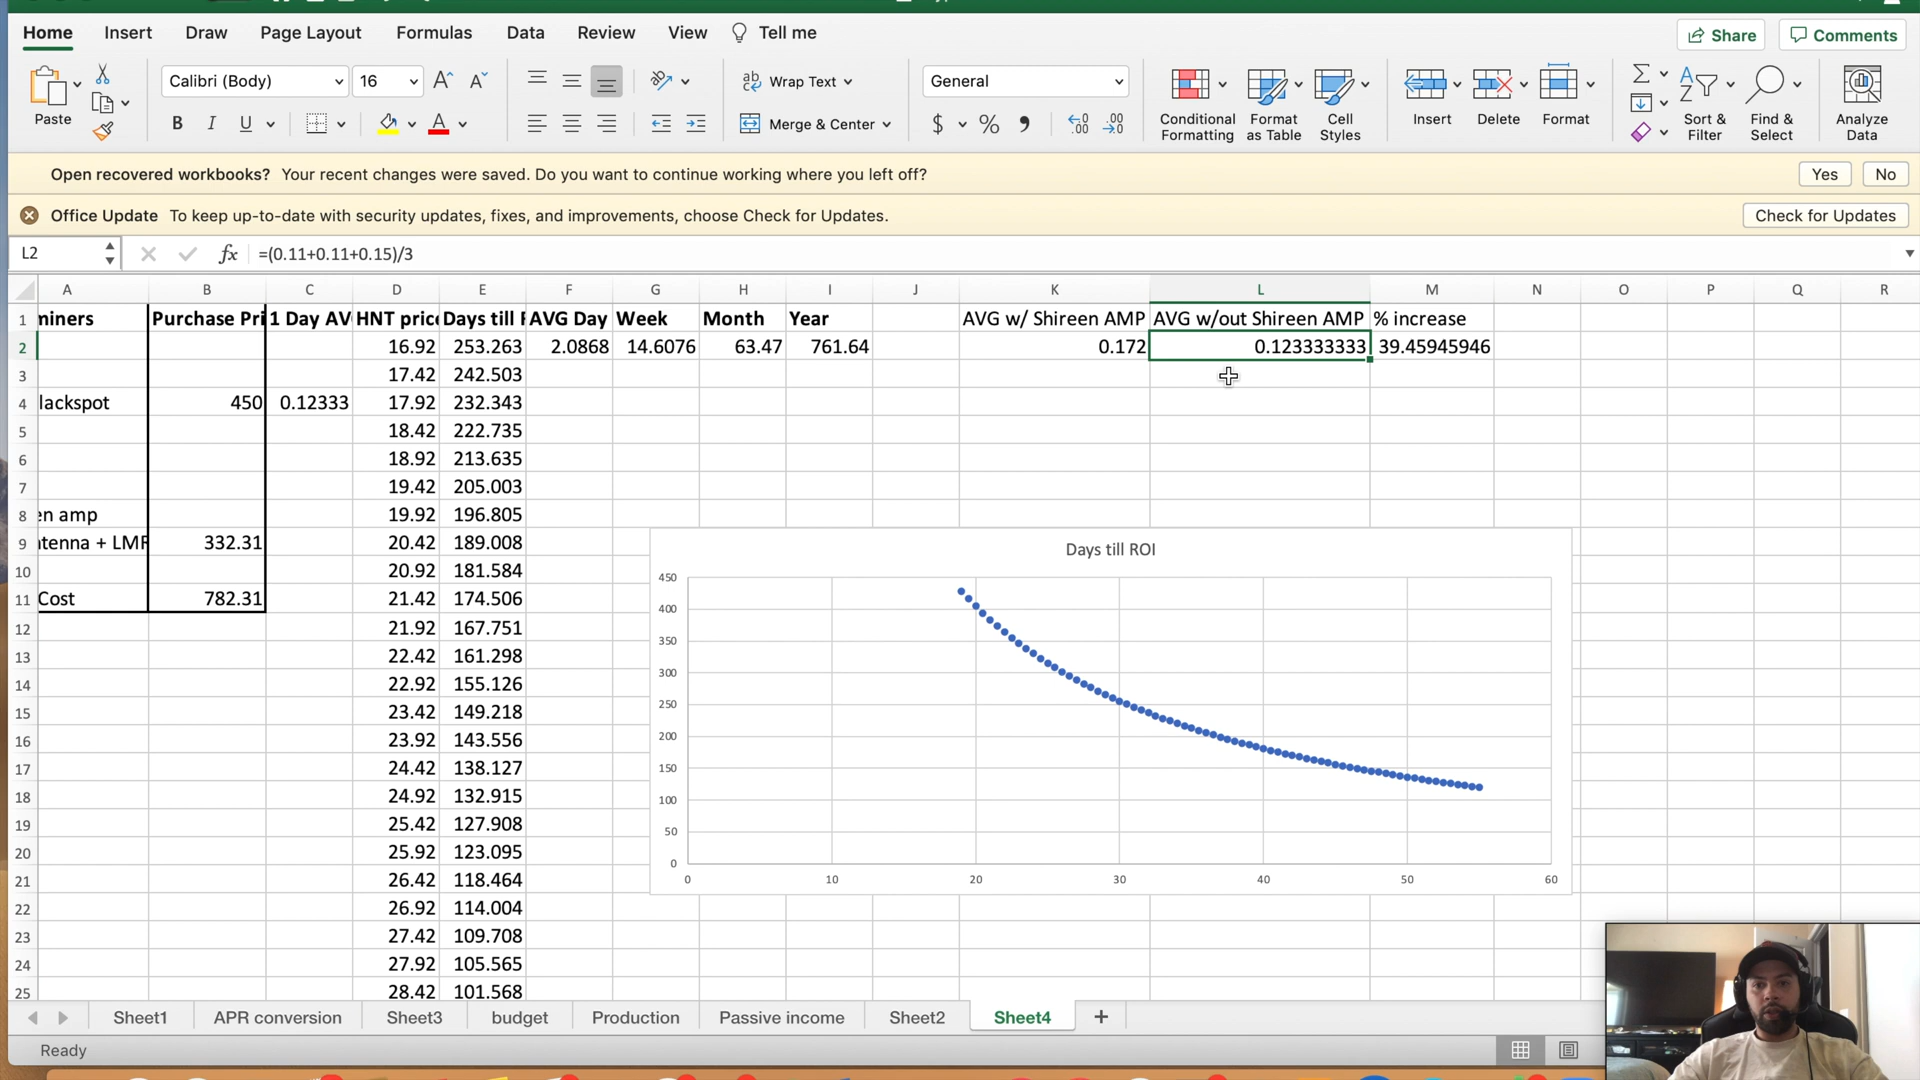 Home Insert Draw Page Layout Formulas Data Review View Tell me Share Comments
Paste Calibri (Body) 16 A^ Aˇ ab Wrap Text General
B I U A Merge & Center $ % , Conditional Formatting Format as Table Cell Styles Insert Delete Format Sort & Filter Find & Select Analyze Data
Open recovered workbooks? Your recent changes were saved. Do you want to continue working where you left off? Yes No
Office Update To keep up-to-date with security updates, fixes, and improvements, choose Check for Updates. Check for Updates
L2 fx =(0.11+0.11+0.15)/3
A B C D E F G H I J K L M N O P Q R
1 miners Purchase Pri 1 Day AV HNT price Days till AVG Day Week Month Year AVG w/ Shireen AMP AVG w/out Shireen AMP % increase
2 16.92 253.263 2.0868 14.6076 63.47 761.64 0.172 0.123333333 39.45945946
3 17.42 242.503
4 lackspot 450 0.12333 17.92 232.343
5 18.42 222.735
6 18.92 213.635
7 19.42 205.003
8 en amp 19.92 196.805
9 ntenna + LMR 332.31 20.42 189.008
10 20.92 181.584
11 Cost 782.31 21.42 174.506
12 21.92 167.751
13 22.42 161.298
14 22.92 155.126
15 23.42 149.218
16 23.92 143.556
17 24.42 138.127
18 24.92 132.915
19 25.42 127.908
20 25.92 123.095
21 26.42 118.464
22 26.92 114.004
23 27.42 109.708
24 27.92 105.565
25 28.42 101.568
Days till ROI
450
400
350
300
250
200
150
100
50
0
0 10 20 30 40 50 60
Sheet1 APR conversion Sheet3 budget Production Passive income Sheet2 Sheet4 +
Ready